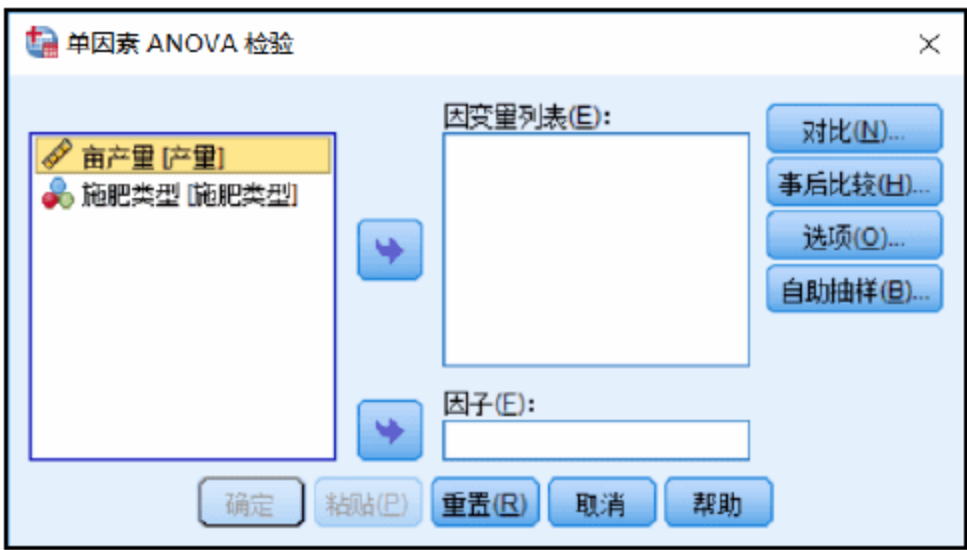 单因素 ANOVA 检验
亩产量 [产量]
施肥类型 [施肥类型]
因变量列表(E):
因子(F):
对比(N)...
事后比较(H)...
选项(O)...
自助抽样(B)...
确定
粘贴(P)
重置(R)
取消
帮助